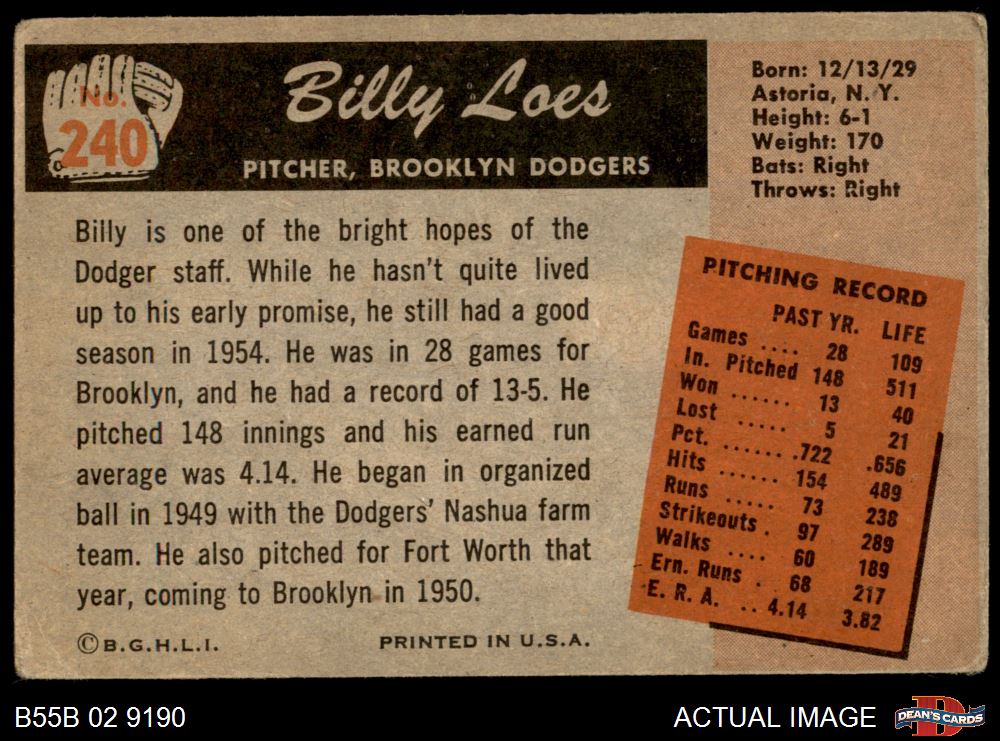 No.
240
Billy Loes
PITCHER, BROOKLYN DODGERS
Born: 12/13/29
Astoria, N. Y.
Height: 6-1
Weight: 170
Bats: Right
Throws: Right
Billy is one of the bright hopes of the
Dodger staff. While he hasn't quite lived
up to his early promise, he still had a good
season in 1954. He was in 28 games for
Brooklyn, and he had a record of 13-5. He
pitched 148 innings and his earned run
average was 4.14. He began in organized
ball in 1949 with the Dodgers' Nashua farm
team. He also pitched for Fort Worth that
year, coming to Brooklyn in 1950.
PITCHING RECORD
PAST YR. LIFE
Games .... 28 109
In. Pitched 148 511
Won ...... 13 40
Lost ..... 5 21
Pct. ...... .722 .656
Hits ...... 154 489
Runs ..... 73 238
Strikeouts . 97 289
Walks .... 60 189
Ern. Runs . 68 217
E. R. A. .. 4.14 3.82
©B.G.H.L.I. PRINTED IN U.S.A.
B55B 02 9190
ACTUAL IMAGE
D
DEAN'S CARDS